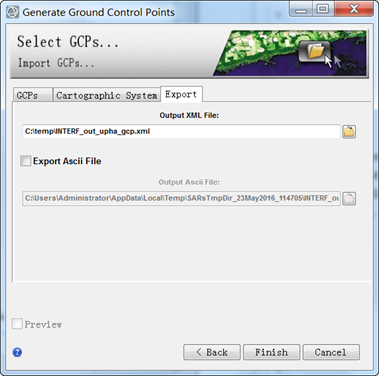 Generate Ground Control Points
Select GCPs...
Import GCPs...
GCPs Cartographic System Export
Output XML File:
C:\temp\INTERF_out_upha_gcp.xml
Export Ascii File
Output Ascii File:
C:\Users\Administrator\AppData\Local\Temp\SARsTmpDir_23May2016_114705\INTERF_ou
Preview
< Back Finish Cancel